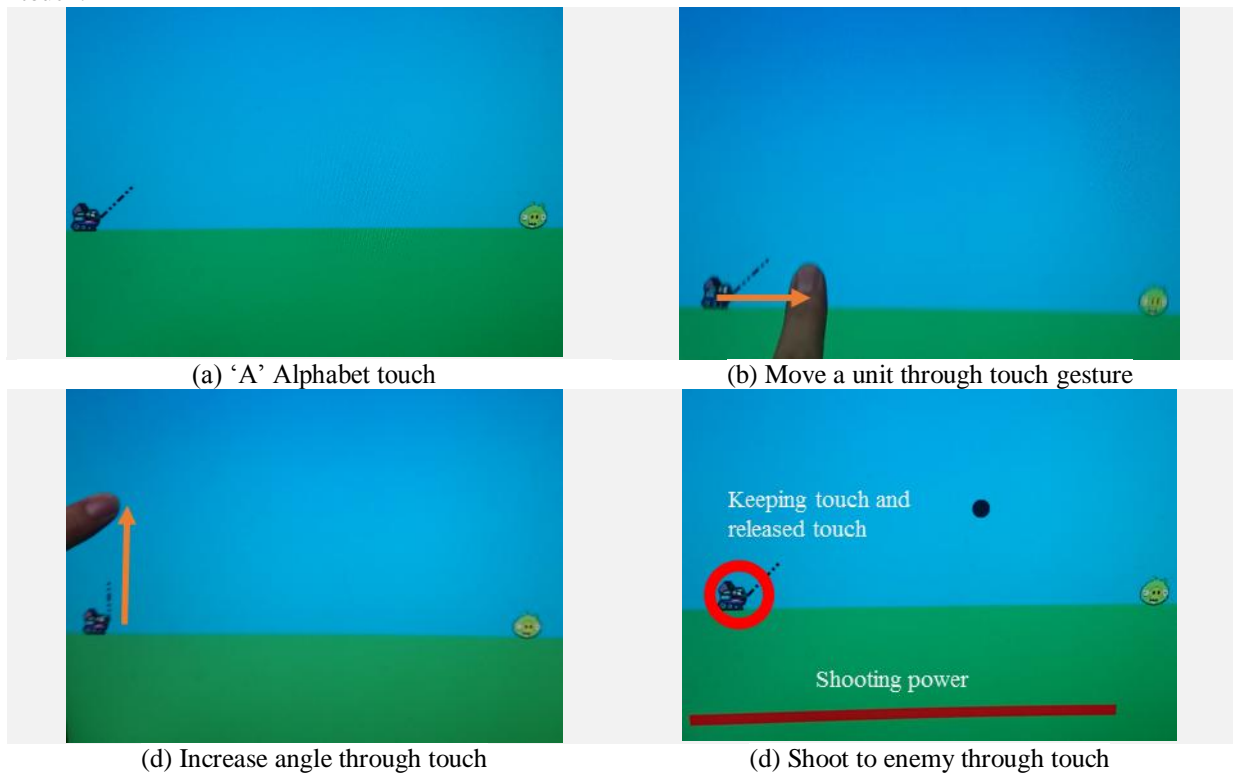 (a) ‘A’ Alphabet touch
(b) Move a unit through touch gesture
Keeping touch and
released touch
Shooting power
(d) Increase angle through touch
(d) Shoot to enemy through touch